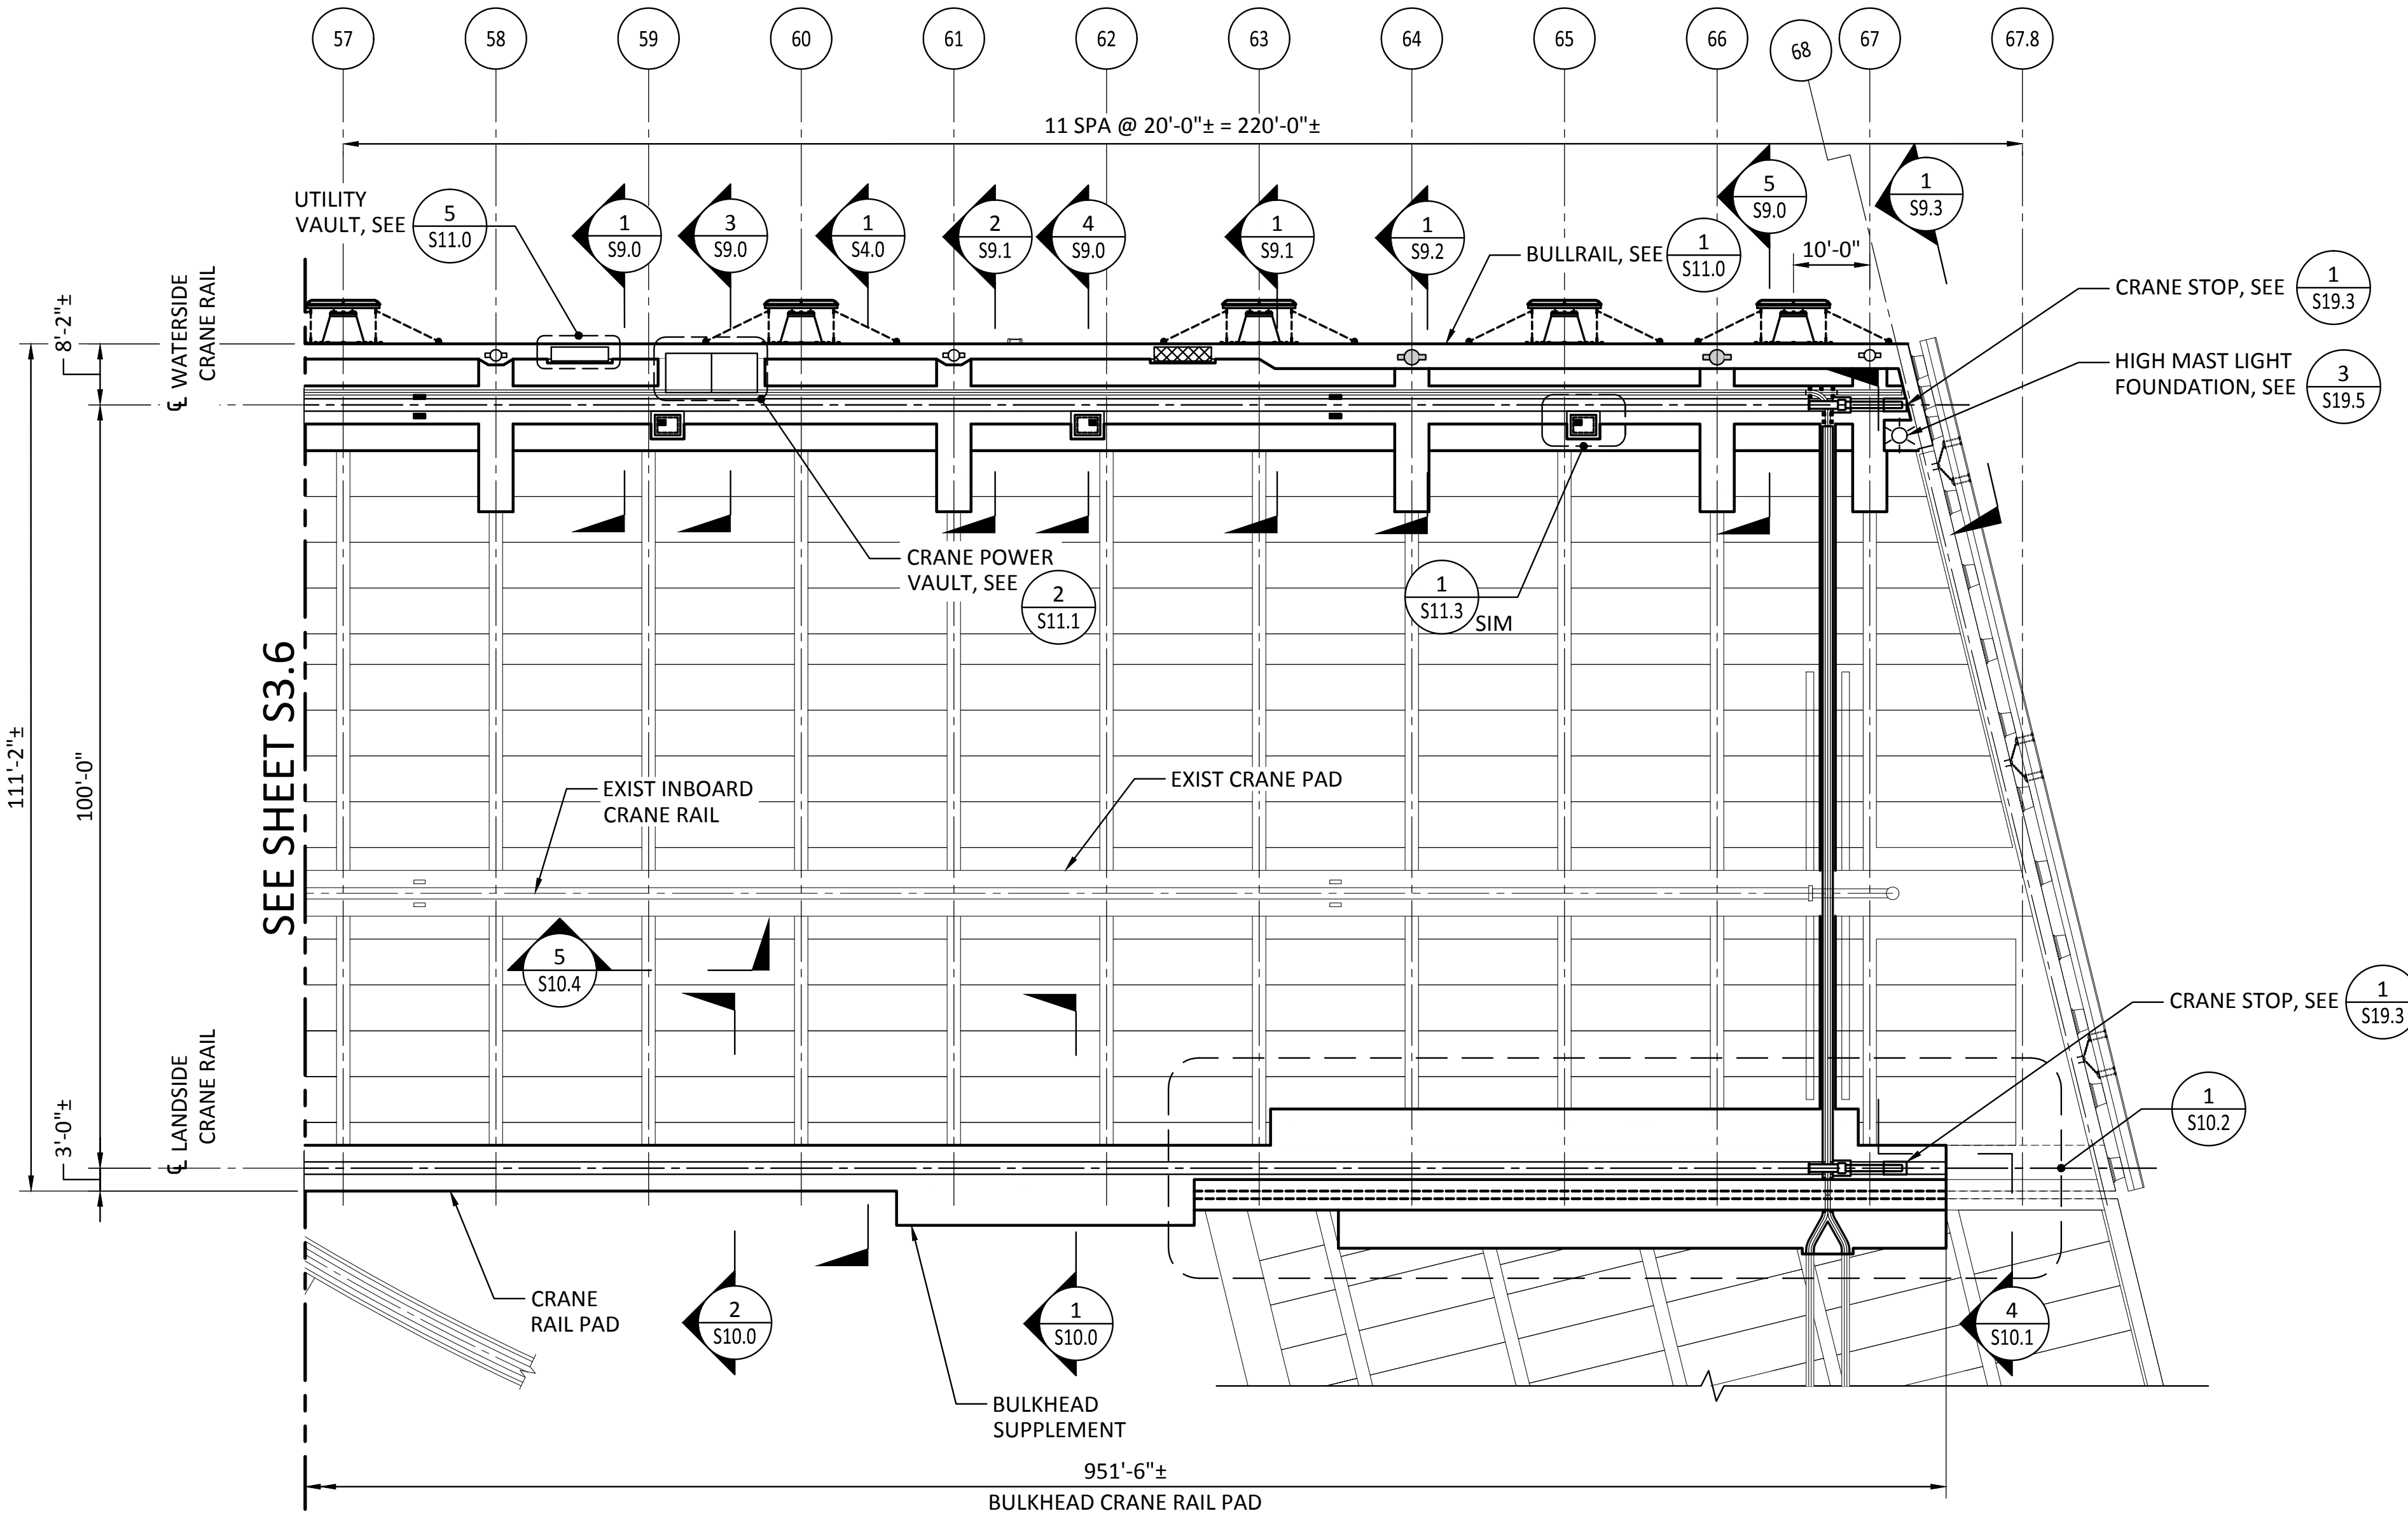 57
58
59
60
61
62
63
64
65
66
68
67
67.8
11 SPA @ 20'-0"± = 220'-0"±
UTILITY
VAULT, SEE
5
S11.0
1
S9.0
3
S9.0
1
S4.0
2
S9.1
4
S9.0
1
S9.1
1
S9.2
BULLRAIL, SEE
1
S11.0
5
S9.0
10'-0"
1
S9.3
CRANE STOP, SEE
1
S19.3
HIGH MAST LIGHT
FOUNDATION, SEE
3
S19.5
8'-2"±
℄ WATERSIDE
CRANE RAIL
111'-2"±
100'-0"
SEE SHEET S3.6
CRANE POWER
VAULT, SEE
2
S11.1
1
S11.3
SIM
EXIST INBOARD
CRANE RAIL
EXIST CRANE PAD
5
S10.4
CRANE STOP, SEE
1
S19.3
1
S10.2
3'-0"±
℄ LANDSIDE
CRANE RAIL
CRANE
RAIL PAD
2
S10.0
1
S10.0
4
S10.1
BULKHEAD
SUPPLEMENT
951'-6"±
BULKHEAD CRANE RAIL PAD